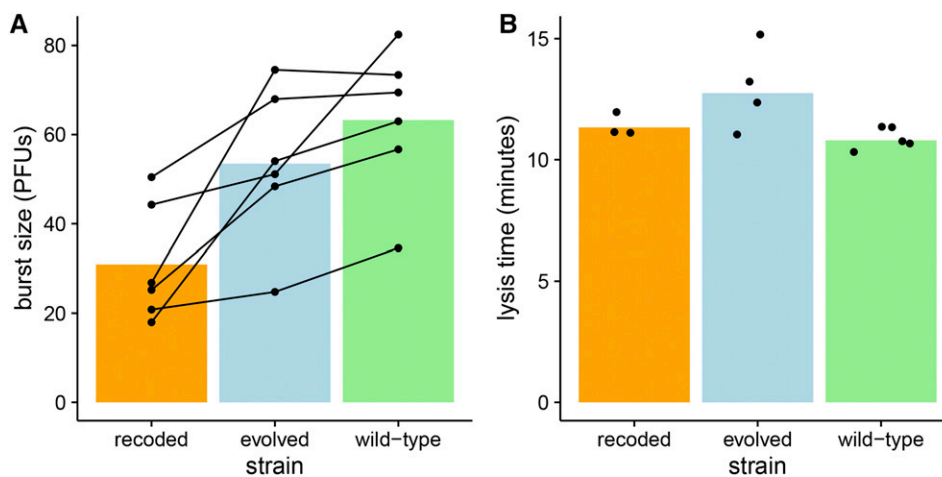 A
burst size (PFUs)
80
60
40
20
0
recoded evolved wild-type
strain
B
lysis time (minutes)
15
10
5
0
recoded evolved wild-type
strain